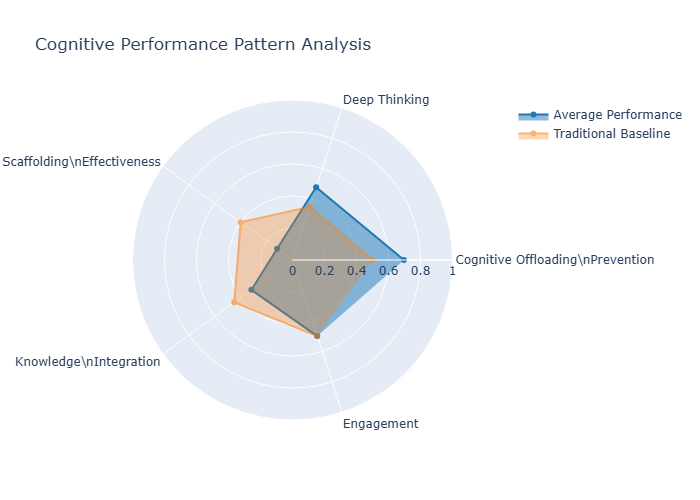 Cognitive Performance Pattern Analysis
Average Performance
Traditional Baseline
Deep Thinking
Scaffolding\nEffectiveness
Cognitive Offloading\nPrevention
0 0.2 0.4 0.6 0.8 1
Knowledge\nIntegration
Engagement